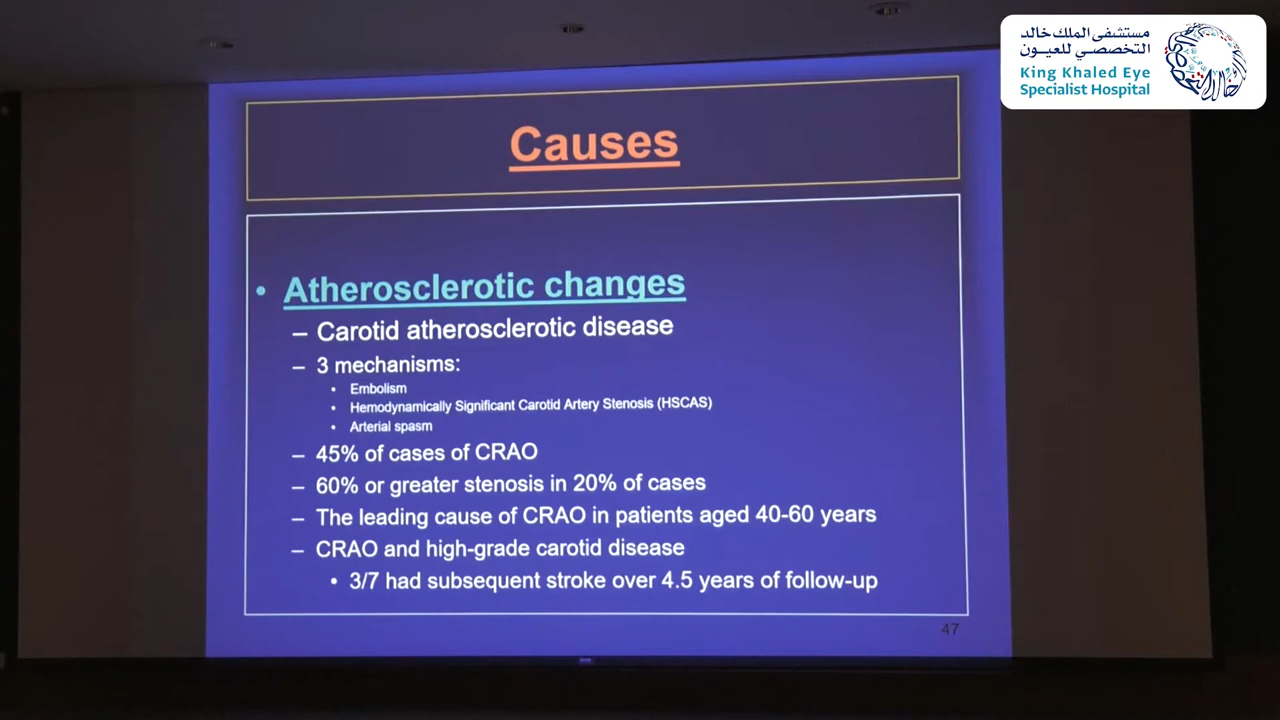 مستشفى الملك خالد
التخصصي للعيون
King Khaled Eye
Specialist Hospital
Causes
• Atherosclerotic changes
– Carotid atherosclerotic disease
– 3 mechanisms:
• Embolism
• Hemodynamically Significant Carotid Artery Stenosis (HSCAS)
• Arterial spasm
– 45% of cases of CRAO
– 60% or greater stenosis in 20% of cases
– The leading cause of CRAO in patients aged 40-60 years
– CRAO and high-grade carotid disease
• 3/7 had subsequent stroke over 4.5 years of follow-up
47